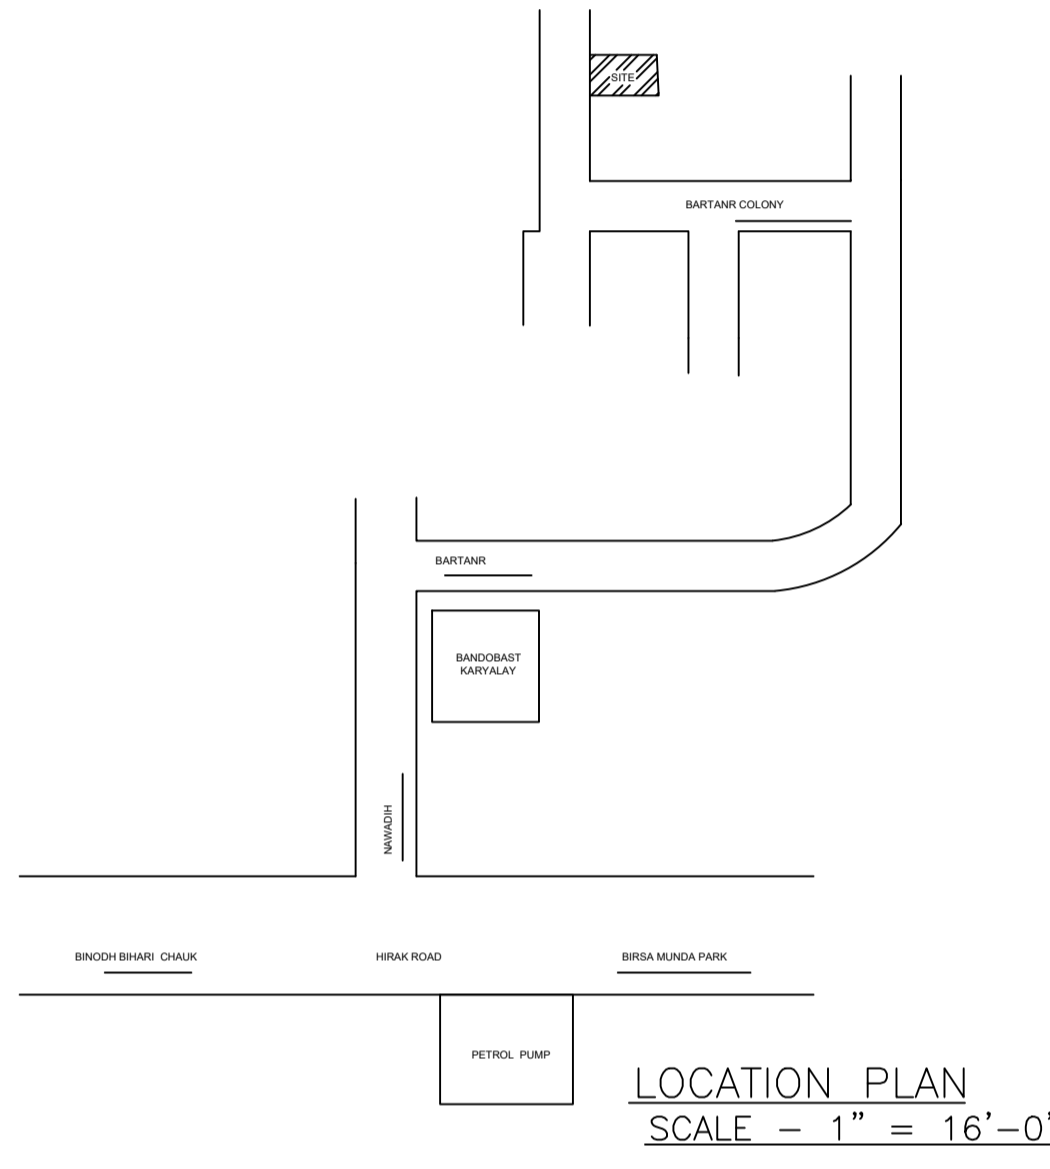 SITE
BARTANR COLONY
BARTANR
BANDOBAST
KARYALAY
NAWADIH
BINODH BIHARI CHAUK HIRAK ROAD BIRSA MUNDA PARK
PETROL PUMP
LOCATION PLAN
SCALE - 1" = 16'-0"